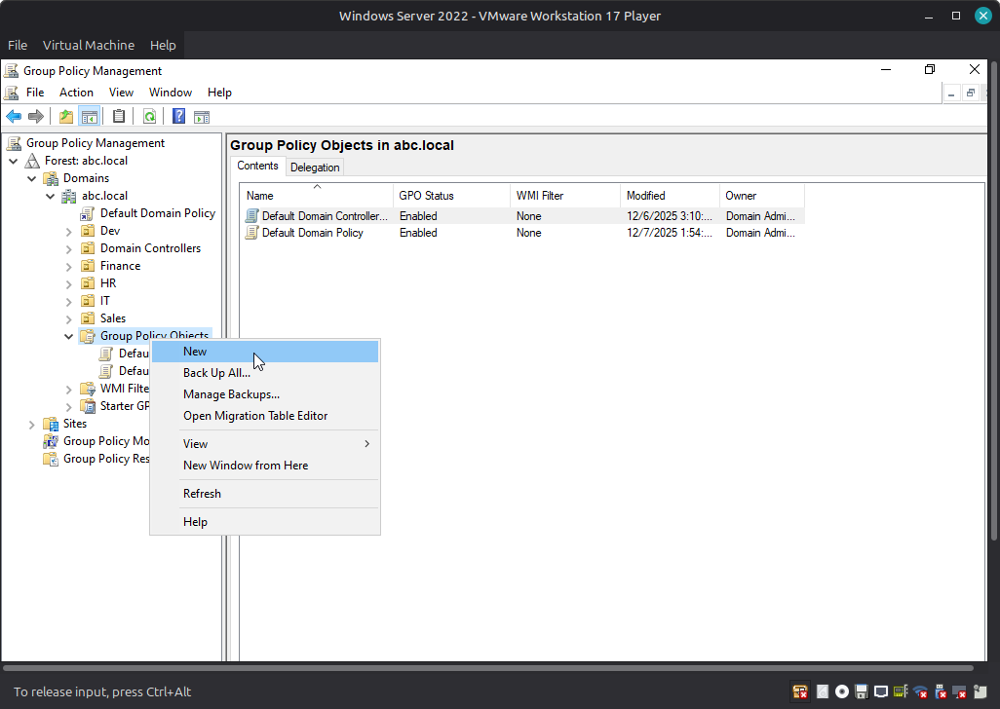 Windows Server 2022 - VMware Workstation 17 Player
File Virtual Machine Help
Group Policy Management
File Action View Window Help
Group Policy Management
Forest: abc.local
Domains
abc.local
Default Domain Policy
Dev
Domain Controllers
Finance
HR
IT
Sales
Group Policy Objects
Defau
Defau
WMI Filte
Starter GP
Sites
Group Policy Mo
Group Policy Res
New
Back Up All...
Manage Backups...
Open Migration Table Editor
View
New Window from Here
Refresh
Help
Group Policy Objects in abc.local
Contents Delegation
Name GPO Status WMI Filter Modified Owner
Default Domain Controller... Enabled None 12/6/2025 3:10:... Domain Admi...
Default Domain Policy Enabled None 12/7/2025 1:54:... Domain Admi...
To release input, press Ctrl+Alt